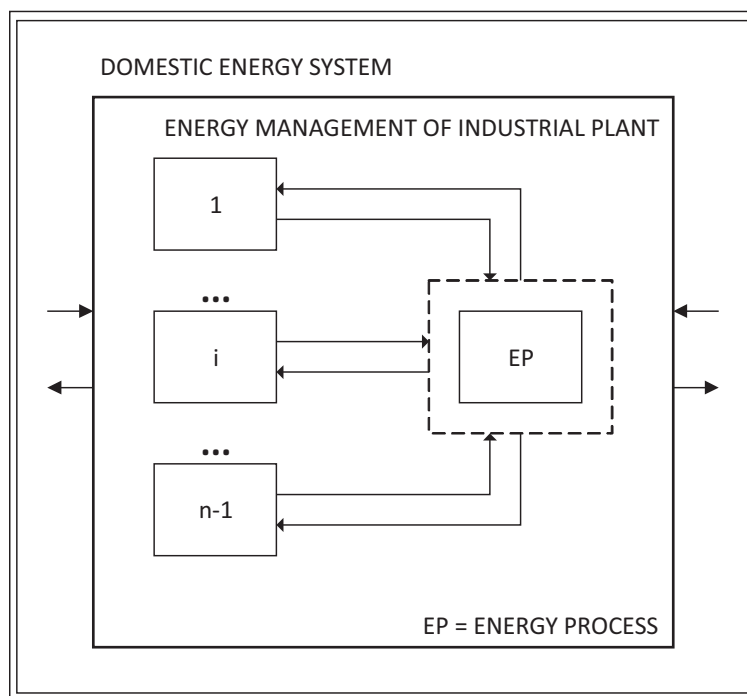 DOMESTIC ENERGY SYSTEM
ENERGY MANAGEMENT OF INDUSTRIAL PLANT
1
...
i
EP
...
n-1
EP = ENERGY PROCESS